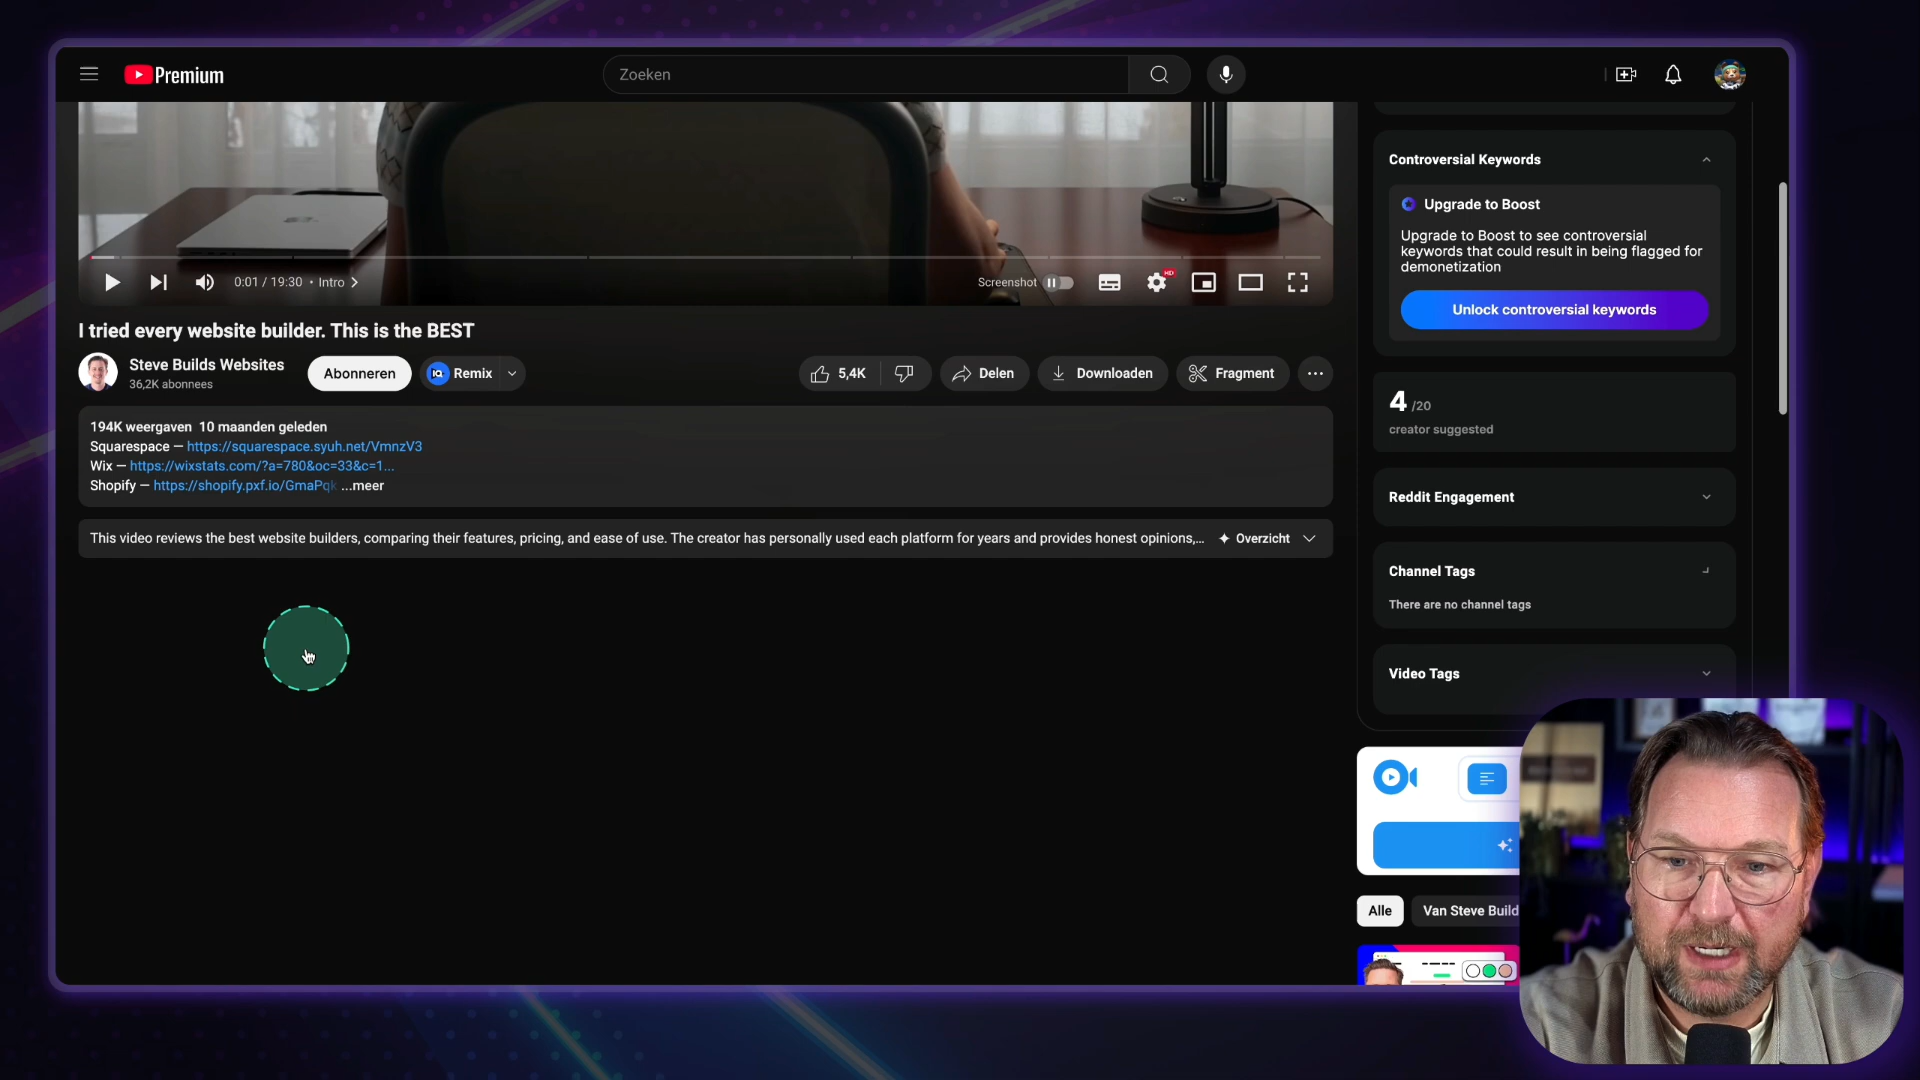 Premium
Zoeken
Controversial Keywords
Upgrade to Boost
Upgrade to Boost to see controversial
keywords that could result in being flagged for
demonetization
Unlock controversial keywords
0:01 / 19:30 • Intro
Screenshot
HD
I tried every website builder. This is the BEST
Steve Builds Websites
36,2K abonnees
Abonneren
IQ
Remix
5,4K
Delen
Downloaden
Fragment
4 /20
creator suggested
194K weergaven 10 maanden geleden
Squarespace — https://squarespace.syuh.net/VmnzV3
Wix — https://wixstats.com/?a=780&oc=33&c=1...
Shopify — https://shopify.pxf.io/GmaPqk ...meer
Reddit Engagement
This video reviews the best website builders, comparing their features, pricing, and ease of use. The creator has personally used each platform for years and provides honest opinions,...
Overzicht
Channel Tags
There are no channel tags
Video Tags
Alle
Van Steve Build